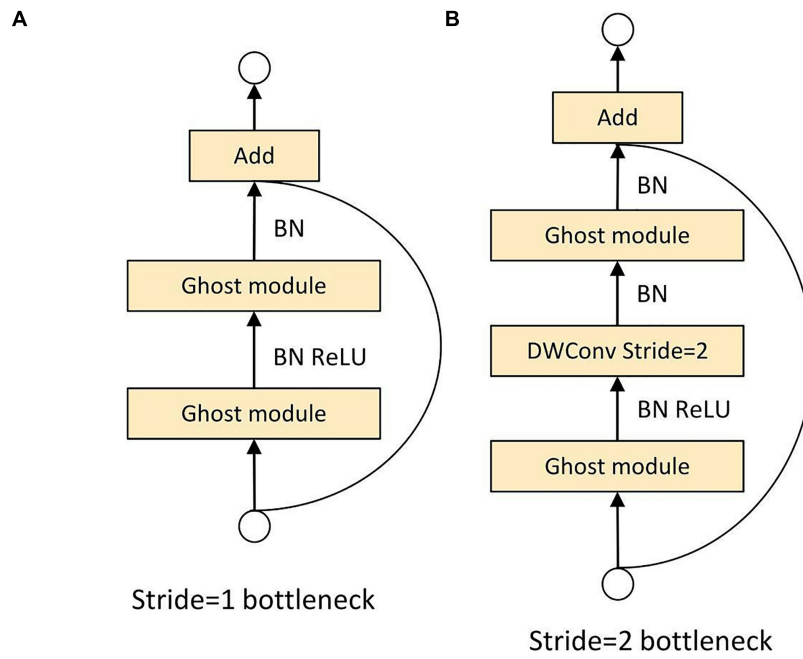 A
Add
BN
Ghost module
BN ReLU
Ghost module
Stride=1 bottleneck
B
Add
BN
Ghost module
BN
DWConv Stride=2
BN ReLU
Ghost module
Stride=2 bottleneck